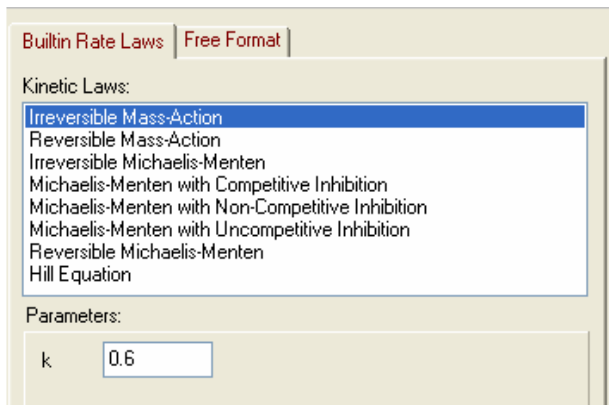 Builtin Rate Laws Free Format
Kinetic Laws:
Irreversible Mass-Action
Reversible Mass-Action
Irreversible Michaelis-Menten
Michaelis-Menten with Competitive Inhibition
Michaelis-Menten with Non-Competitive Inhibition
Michaelis-Menten with Uncompetitive Inhibition
Reversible Michaelis-Menten
Hill Equation
Parameters:
k 0.6